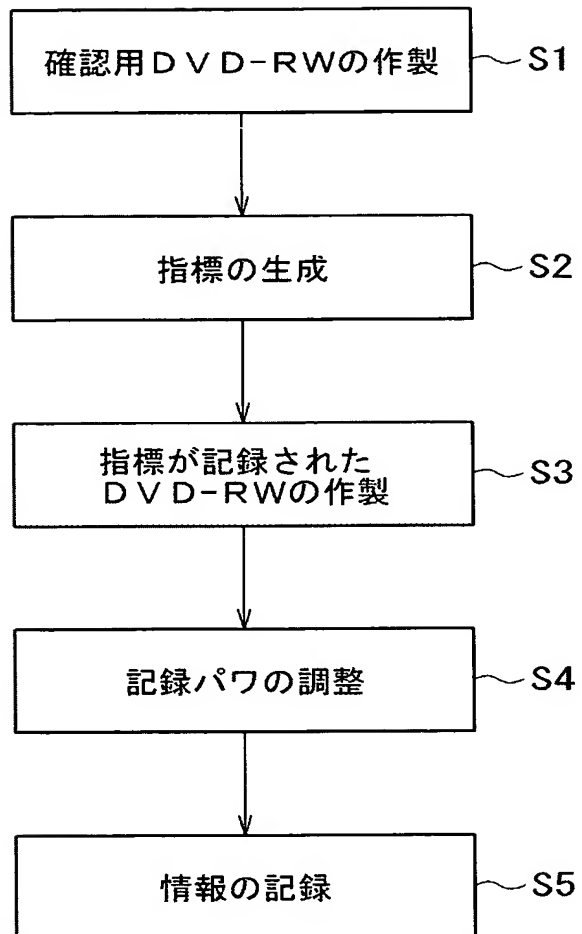 確認用DVD-RWの作製
S1
指標の生成
S2
指標が記録された
DVD-RWの作製
S3
記録パワの調整
S4
情報の記録
S5